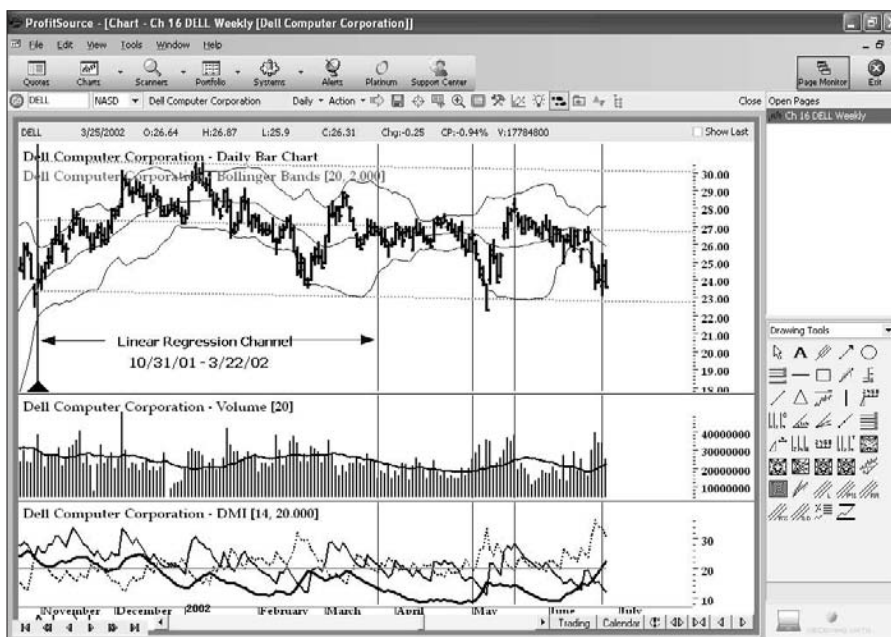 ProfitSource - [Chart - Ch 16 DELL Weekly [Dell Computer Corporation]]
File Edit View Tools Window Help
Quotes Charts Scanners Portfolio Systems Alerts Platinum Support Center Page Monitor Exit
DELL NASD Dell Computer Corporation Daily Action Close Open Pages
Ch 16 DELL Weekly
DELL 3/25/2002 O:26.64 H:26.87 L:25.9 C:26.31 Chg:-0.25 CP:-0.94% V:17784800 Show Last
Dell Computer Corporation - Daily Bar Chart
Dell Computer Corporation - Bollinger Bands [20, 2.000]
30.00
29.00
28.00
27.00
26.00
25.00
24.00
23.00
22.00
21.00
20.00
19.00
18.00
Linear Regression Channel
10/31/01 - 3/22/02
Drawing Tools
Dell Computer Corporation - Volume [20]
40000000
30000000
20000000
10000000
Dell Computer Corporation - DMI [14, 20.000]
30
20
10
November December 2002 February March April May June July
Trading Calendar